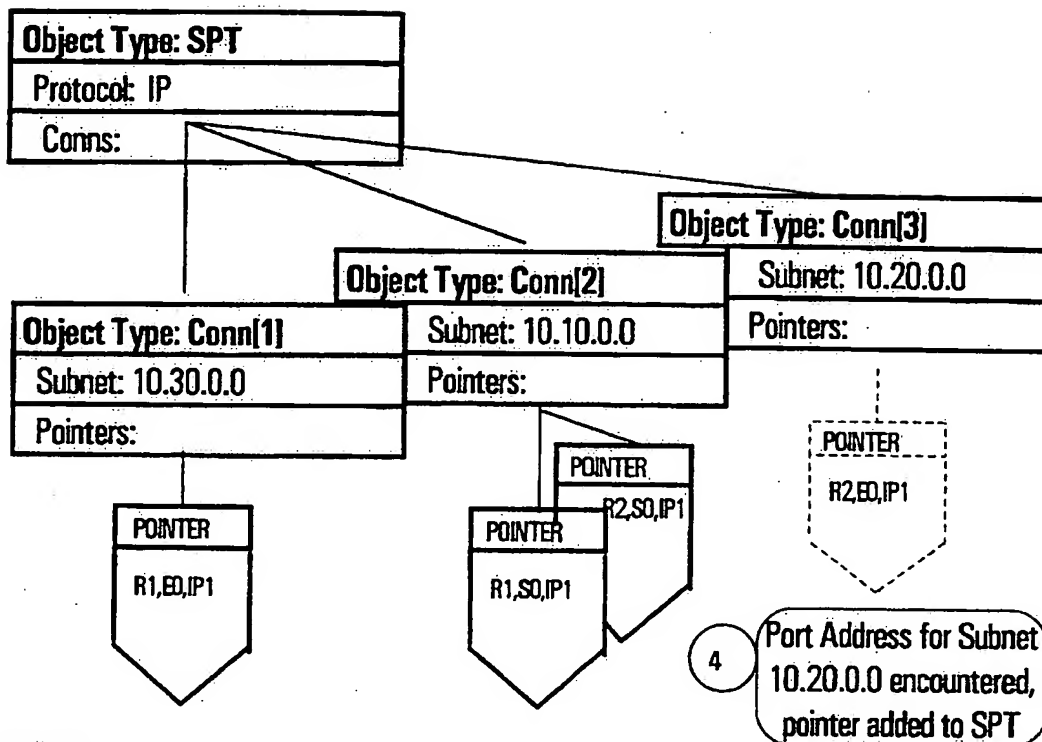 Object Type: SPT
Protocol: IP
Conns:
Object Type: Conn[3]
Subnet: 10.20.0.0
Pointers:
Object Type: Conn[2]
Subnet: 10.10.0.0
Pointers:
Object Type: Conn[1]
Subnet: 10.30.0.0
Pointers:
POINTER
R1,E0,IP1
POINTER
R1,S0,IP1
POINTER
R2,S0,IP1
POINTER
R2,E0,IP1
4
Port Address for Subnet
10.20.0.0 encountered,
pointer added to SPT